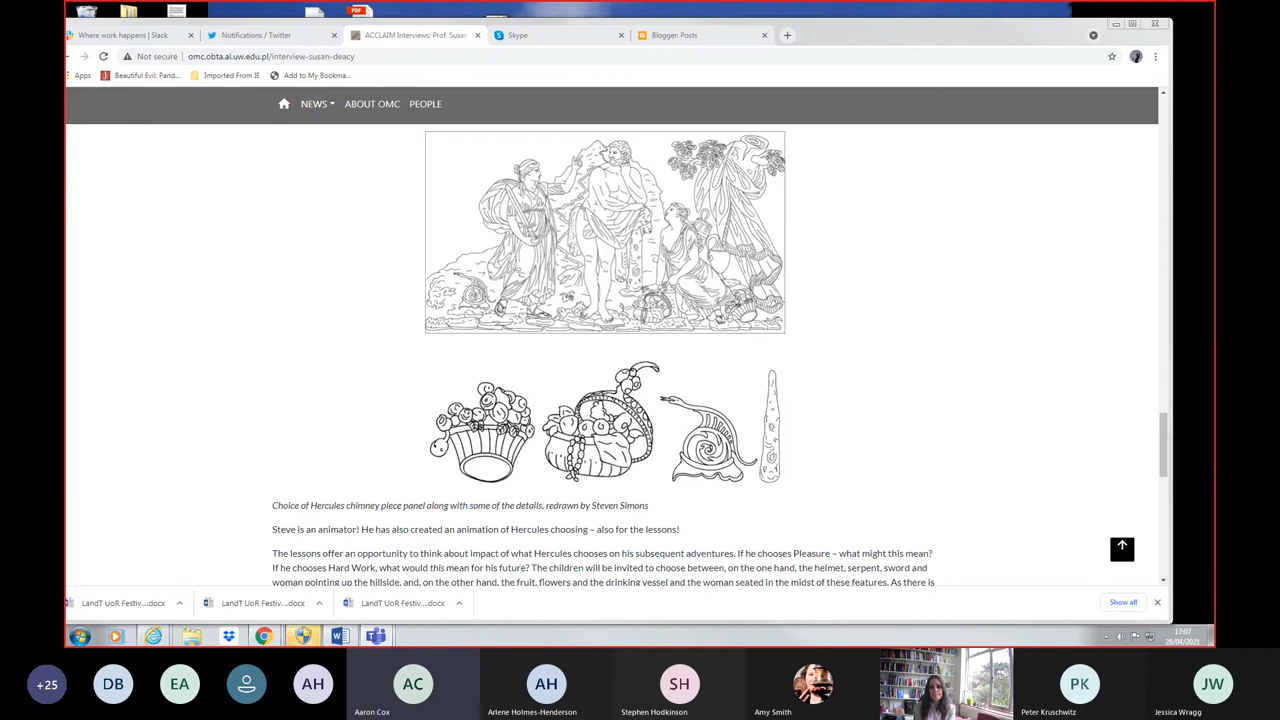 PDF
Where work happens | Slack
Notifications / Twitter
ACCLAIM Interviews: Prof. Susan
Skype
Blogger: Posts
Not secure | omc.obta.al.uw.edu.pl/interview-susan-deacy
Apps
Beautiful Evil: Pand...
Imported From IE
Add to My Bookma...
NEWS
ABOUT OMC
PEOPLE
Choice of Hercules chimney piece panel along with some of the details, redrawn by Steven Simons
Steve is an animator! He has also created an animation of Hercules choosing – also for the lessons!
The lessons offer an opportunity to think about impact of what Hercules chooses on his subsequent adventures. If he chooses Pleasure – what might this mean?
If he chooses Hard Work, what would this mean for his future? The children will be invited to choose between, on the one hand, the helmet, serpent, sword and
woman pointing up the hillside, and, on the other hand, the fruit, flowers and the drinking vessel and the woman seated in the midst of these features. As there is
LandT UoR Festiv....docx
LandT UoR Festiv....docx
LandT UoR Festiv....docx
Show all
17:07
28/04/2021
+25
DB
EA
AH
AC
Aaron Cox
AH
Arlene Holmes-Henderson
SH
Stephen Hodkinson
Amy Smith
PK
Peter Kruschwitz
JW
Jessica Wragg